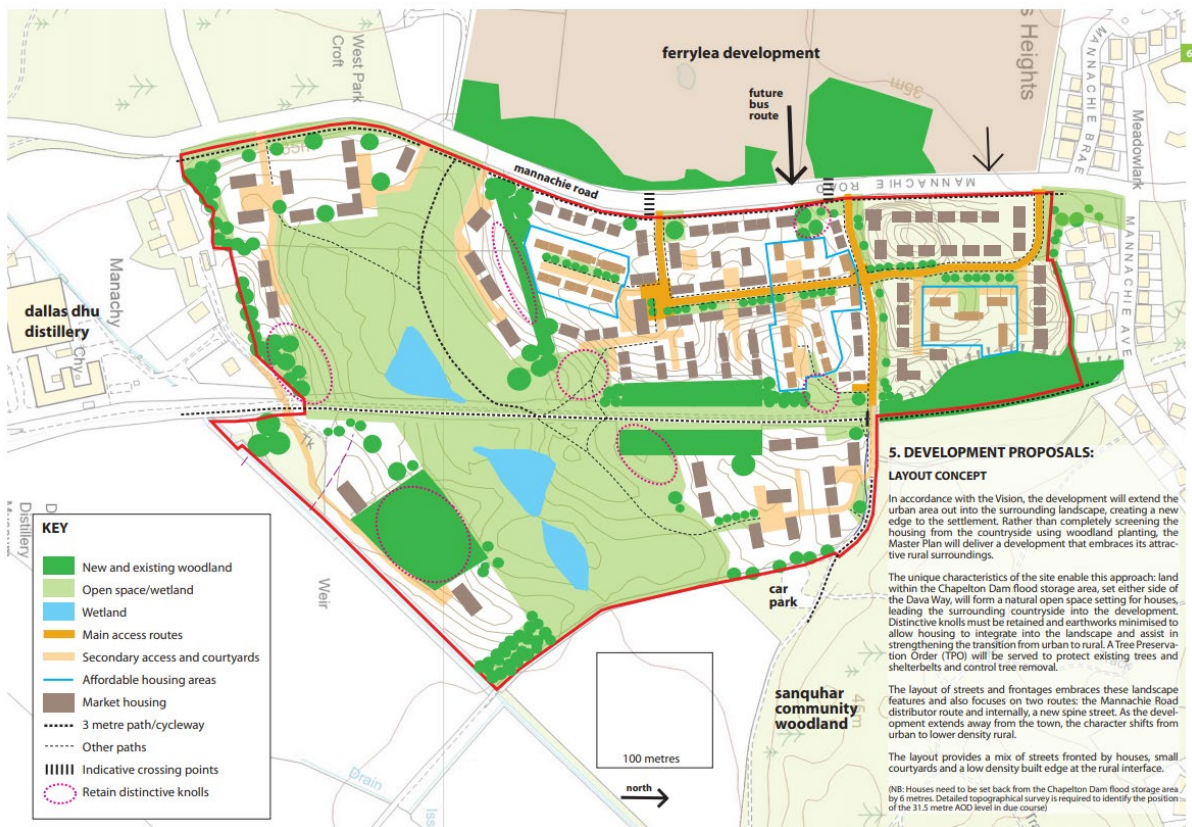 West Park
Croft
ferrylea development
s Heights
35m
MANNACHIE BRAE
Meadowlark
6
future
bus
route
mannachie road
MANNACHIE ROAD
35m
MANNACHIE AVE
Manachy
dallas dhu
distillery
Tk
Weir
Distillery
Drain
Iss
car
park
sanquhar
community
woodland
45m
Track
100 metres
north
KEY
New and existing woodland
Open space/wetland
Wetland
Main access routes
Secondary access and courtyards
Affordable housing areas
Market housing
3 metre path/cycleway
Other paths
Indicative crossing points
Retain distinctive knolls
5. DEVELOPMENT PROPOSALS:
LAYOUT CONCEPT
In accordance with the Vision, the development will extend the
urban area out into the surrounding landscape, creating a new
edge to the settlement. Rather than completely screening the
housing from the countryside using woodland planting, the
Master Plan will deliver a development that embraces its attrac-
tive rural surroundings.
The unique characteristics of the site enable this approach: land
within the Chapelton Dam flood storage area, set either side of
the Dava Way, will form a natural open space setting for houses,
leading the surrounding countryside into the development.
Distinctive knolls must be retained and earthworks minimised to
allow housing to integrate into the landscape and assist in
strengthening the transition from urban to rural. A Tree Preserva-
tion Order (TPO) will be served to protect existing trees and
shelterbelts and control tree removal.
The layout of streets and frontages embraces these landscape
features and also focuses on two routes: the Mannachie Road
distributor route and internally, a new spine street. As the devel-
opment extends away from the town, the character shifts from
urban to lower density rural.
The layout provides a mix of streets fronted by houses, small
courtyards and a low density built edge at the rural interface.
(NB: Houses need to be set back from the Chapelton Dam flood storage area
by 6 metres. Detailed topographical survey is required to identify the position
of the 31.5 metre AOD level in due course)